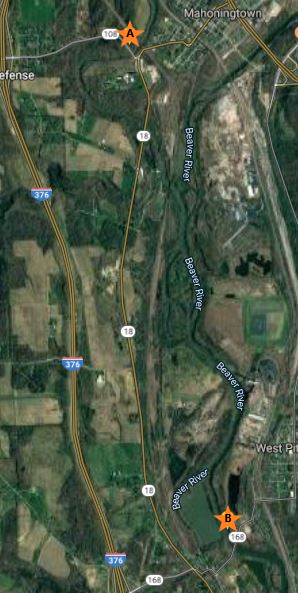 Mahoningtown
108
A
efense
18
Beaver River
376
Beaver River
18
376
Beaver River
West Pit
18
Beaver River
B
168
376
168